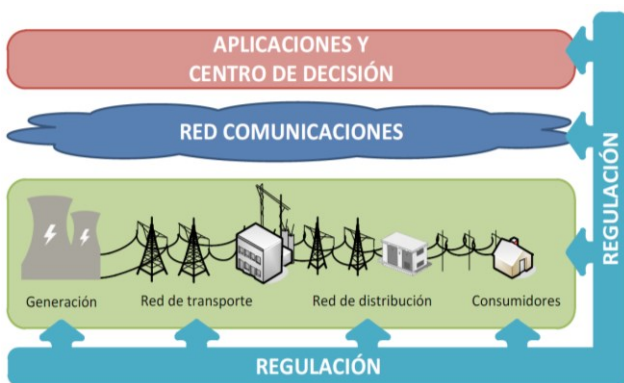 APLICACIONES Y
CENTRO DE DECISIÓN
RED COMUNICACIONES
Generación
Red de transporte
Red de distribución
Consumidores
REGULACIÓN
REGULACIÓN